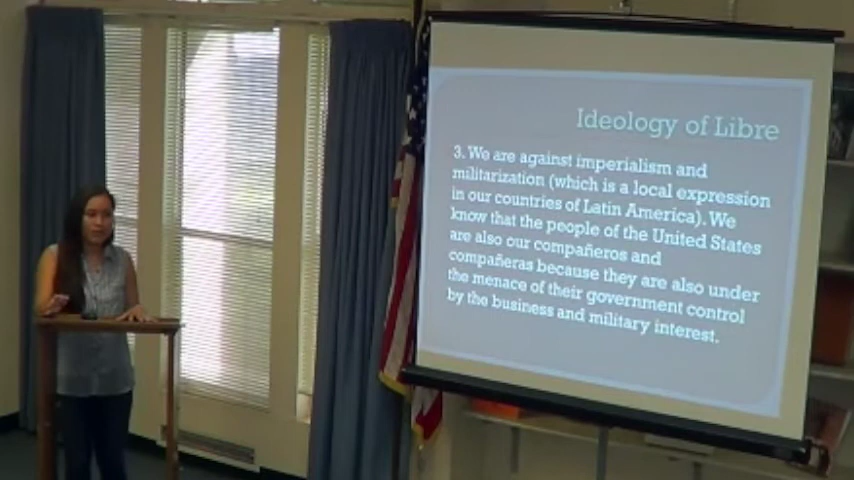 Ideology of Libre
3. We are against imperialism and
militarization (which is a local expression
in our countries of Latin America). We
know that the people of the United States
are also our compañeros and
compañeras because they are also under
the menace of their government control
by the business and military interest.